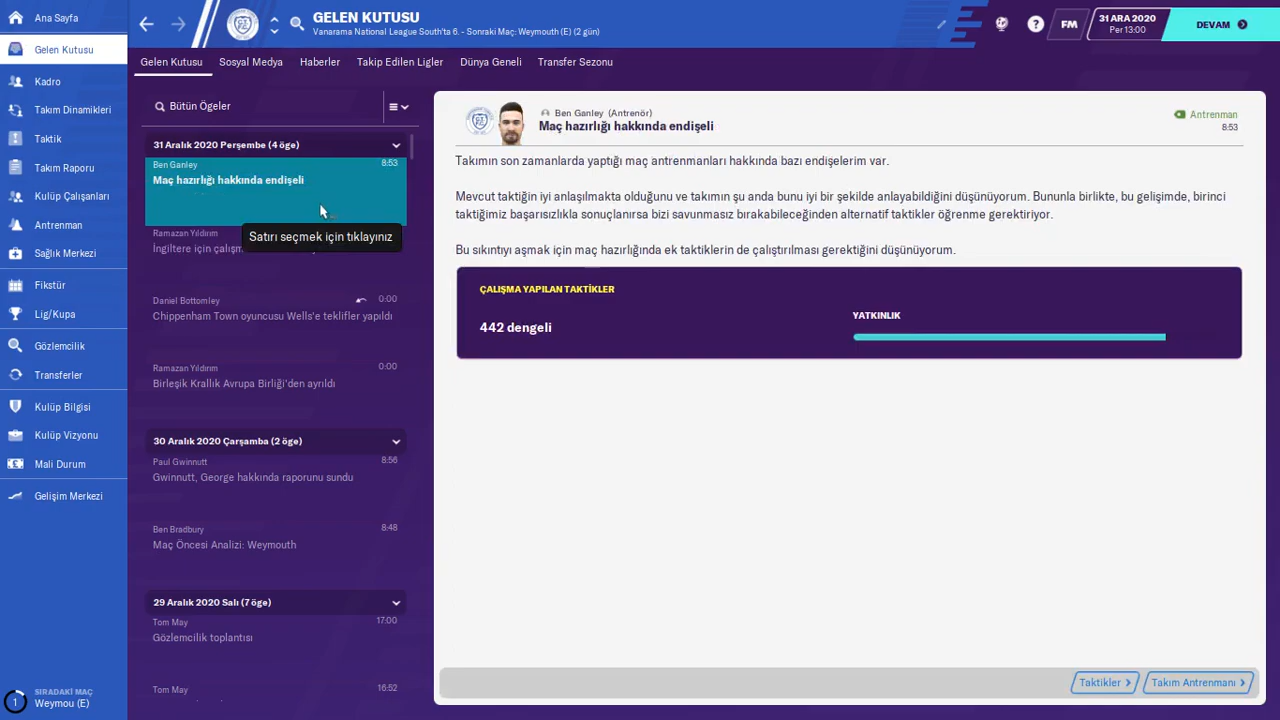 Ana Sayfa
Gelen Kutusu
Kadro
Takım Dinamikleri
Taktik
Takım Raporu
Kulüp Çalışanları
Antrenman
Sağlık Merkezi
Fikstür
Lig/Kupa
Gözlemcilik
Transferler
Kulüp Bilgisi
Kulüp Vizyonu
Mali Durum
Gelişim Merkezi
1
SIRADAKİ MAÇ
Weymou (E)
GELEN KUTUSU
Vanarama National League South'ta 6. - Sonraki Maç: Weymouth (E) (2 gün)
?
FM
31 ARA 2020
Per 13:00
DEVAM
Gelen Kutusu
Sosyal Medya
Haberler
Takip Edilen Ligler
Dünya Geneli
Transfer Sezonu
Bütün Ögeler
31 Aralık 2020 Perşembe (4 öge)
Ben Ganley 8:53
Maç hazırlığı hakkında endişeli
Satırı seçmek için tıklayınız
Ramazan Yıldırım
İngiltere için çalışm
Daniel Bottomley 0:00
Chippenham Town oyuncusu Wells'e teklifler yapıldı
Ramazan Yıldırım 0:00
Birleşik Krallık Avrupa Birliği'den ayrıldı
30 Aralık 2020 Çarşamba (2 öge)
Paul Gwinnutt 8:56
Gwinnutt, George hakkında raporunu sundu
Ben Bradbury 8:48
Maç Öncesi Analizi: Weymouth
29 Aralık 2020 Salı (7 öge)
Tom May 17:00
Gözlemcilik toplantısı
Tom May 16:52
Ben Ganley (Antrenör)
Maç hazırlığı hakkında endişeli
Antrenman
8:53
Takımın son zamanlarda yaptığı maç antrenmanları hakkında bazı endişelerim var.
Mevcut taktiğin iyi anlaşılmakta olduğunu ve takımın şu anda bunu iyi bir şekilde anlayabildiğini düşünüyorum. Bununla birlikte, bu gelişimde, birinci
taktiğimiz başarısızlıkla sonuçlanırsa bizi savunmasız bırakabileceğinden alternatif taktikler öğrenme gerektiriyor.
Bu sıkıntıyı aşmak için maç hazırlığında ek taktiklerin de çalıştırılması gerektiğini düşünüyorum.
ÇALIŞMA YAPILAN TAKTİKLER
442 dengeli
YATKINLIK
Taktikler
Takım Antrenmanı